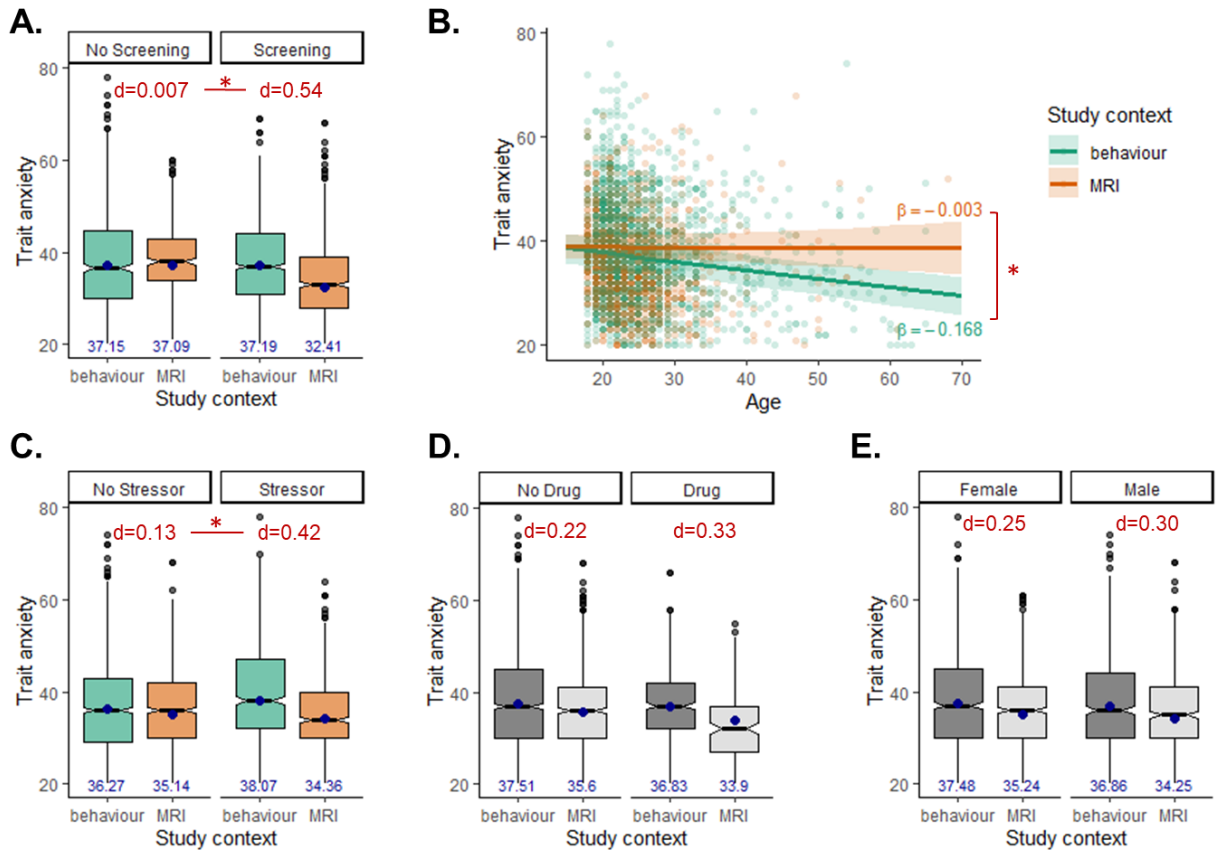 A.
No Screening
Screening
80
60
40
20
Trait anxiety
d=0.007
*
d=0.54
37.15
37.09
37.19
32.41
behaviour
MRI
behaviour
MRI
Study context
B.
80
60
40
20
Trait anxiety
β = − 0.003
*
β = − 0.168
20
30
40
50
60
70
Age
Study context
behaviour
MRI
C.
No Stressor
Stressor
80
60
40
20
Trait anxiety
d=0.13
*
d=0.42
36.27
35.14
38.07
34.36
behaviour
MRI
behaviour
MRI
Study context
D.
No Drug
Drug
80
60
40
20
Trait anxiety
d=0.22
d=0.33
37.51
35.6
36.83
33.9
behaviour
MRI
behaviour
MRI
Study context
E.
Female
Male
80
60
40
20
Trait anxiety
d=0.25
d=0.30
37.48
35.24
36.86
34.25
behaviour
MRI
behaviour
MRI
Study context